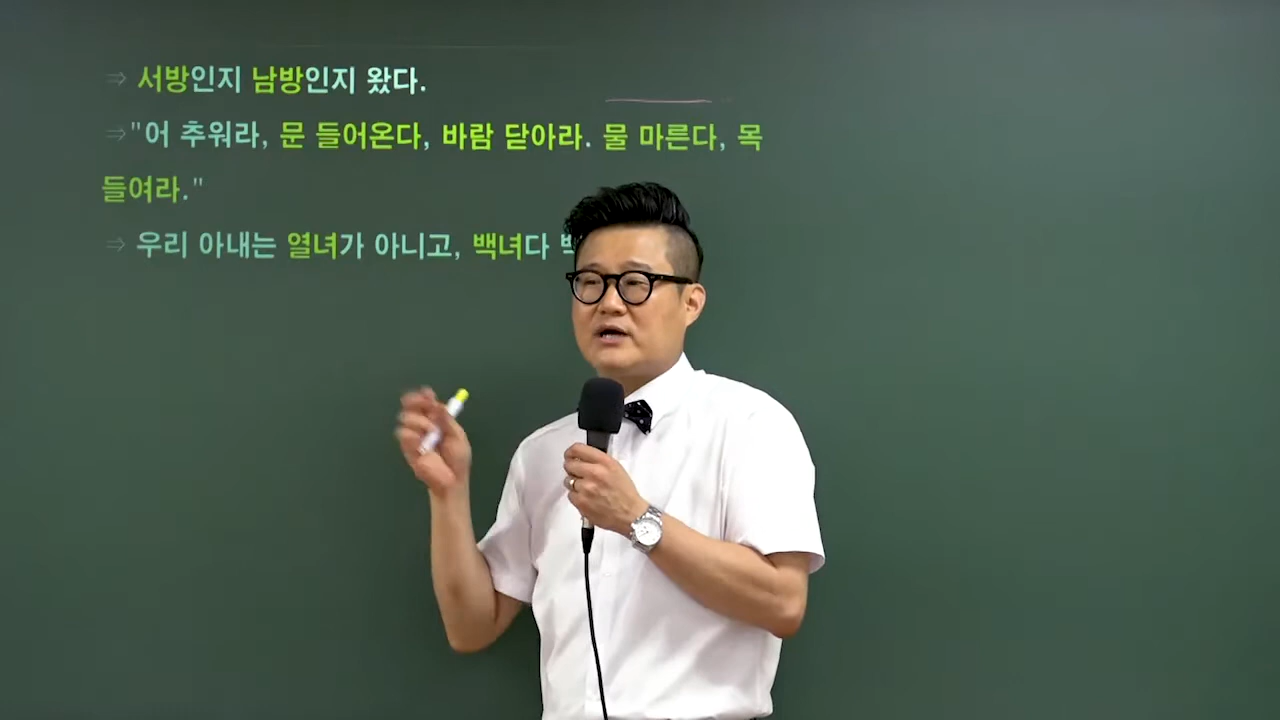 ⇒ 서방인지 남방인지 왔다.
⇒"어 추워라, 문 들어온다, 바람 닫아라. 물 마른다, 목
들여라."
⇒ 우리 아내는 열녀가 아니고, 백녀다